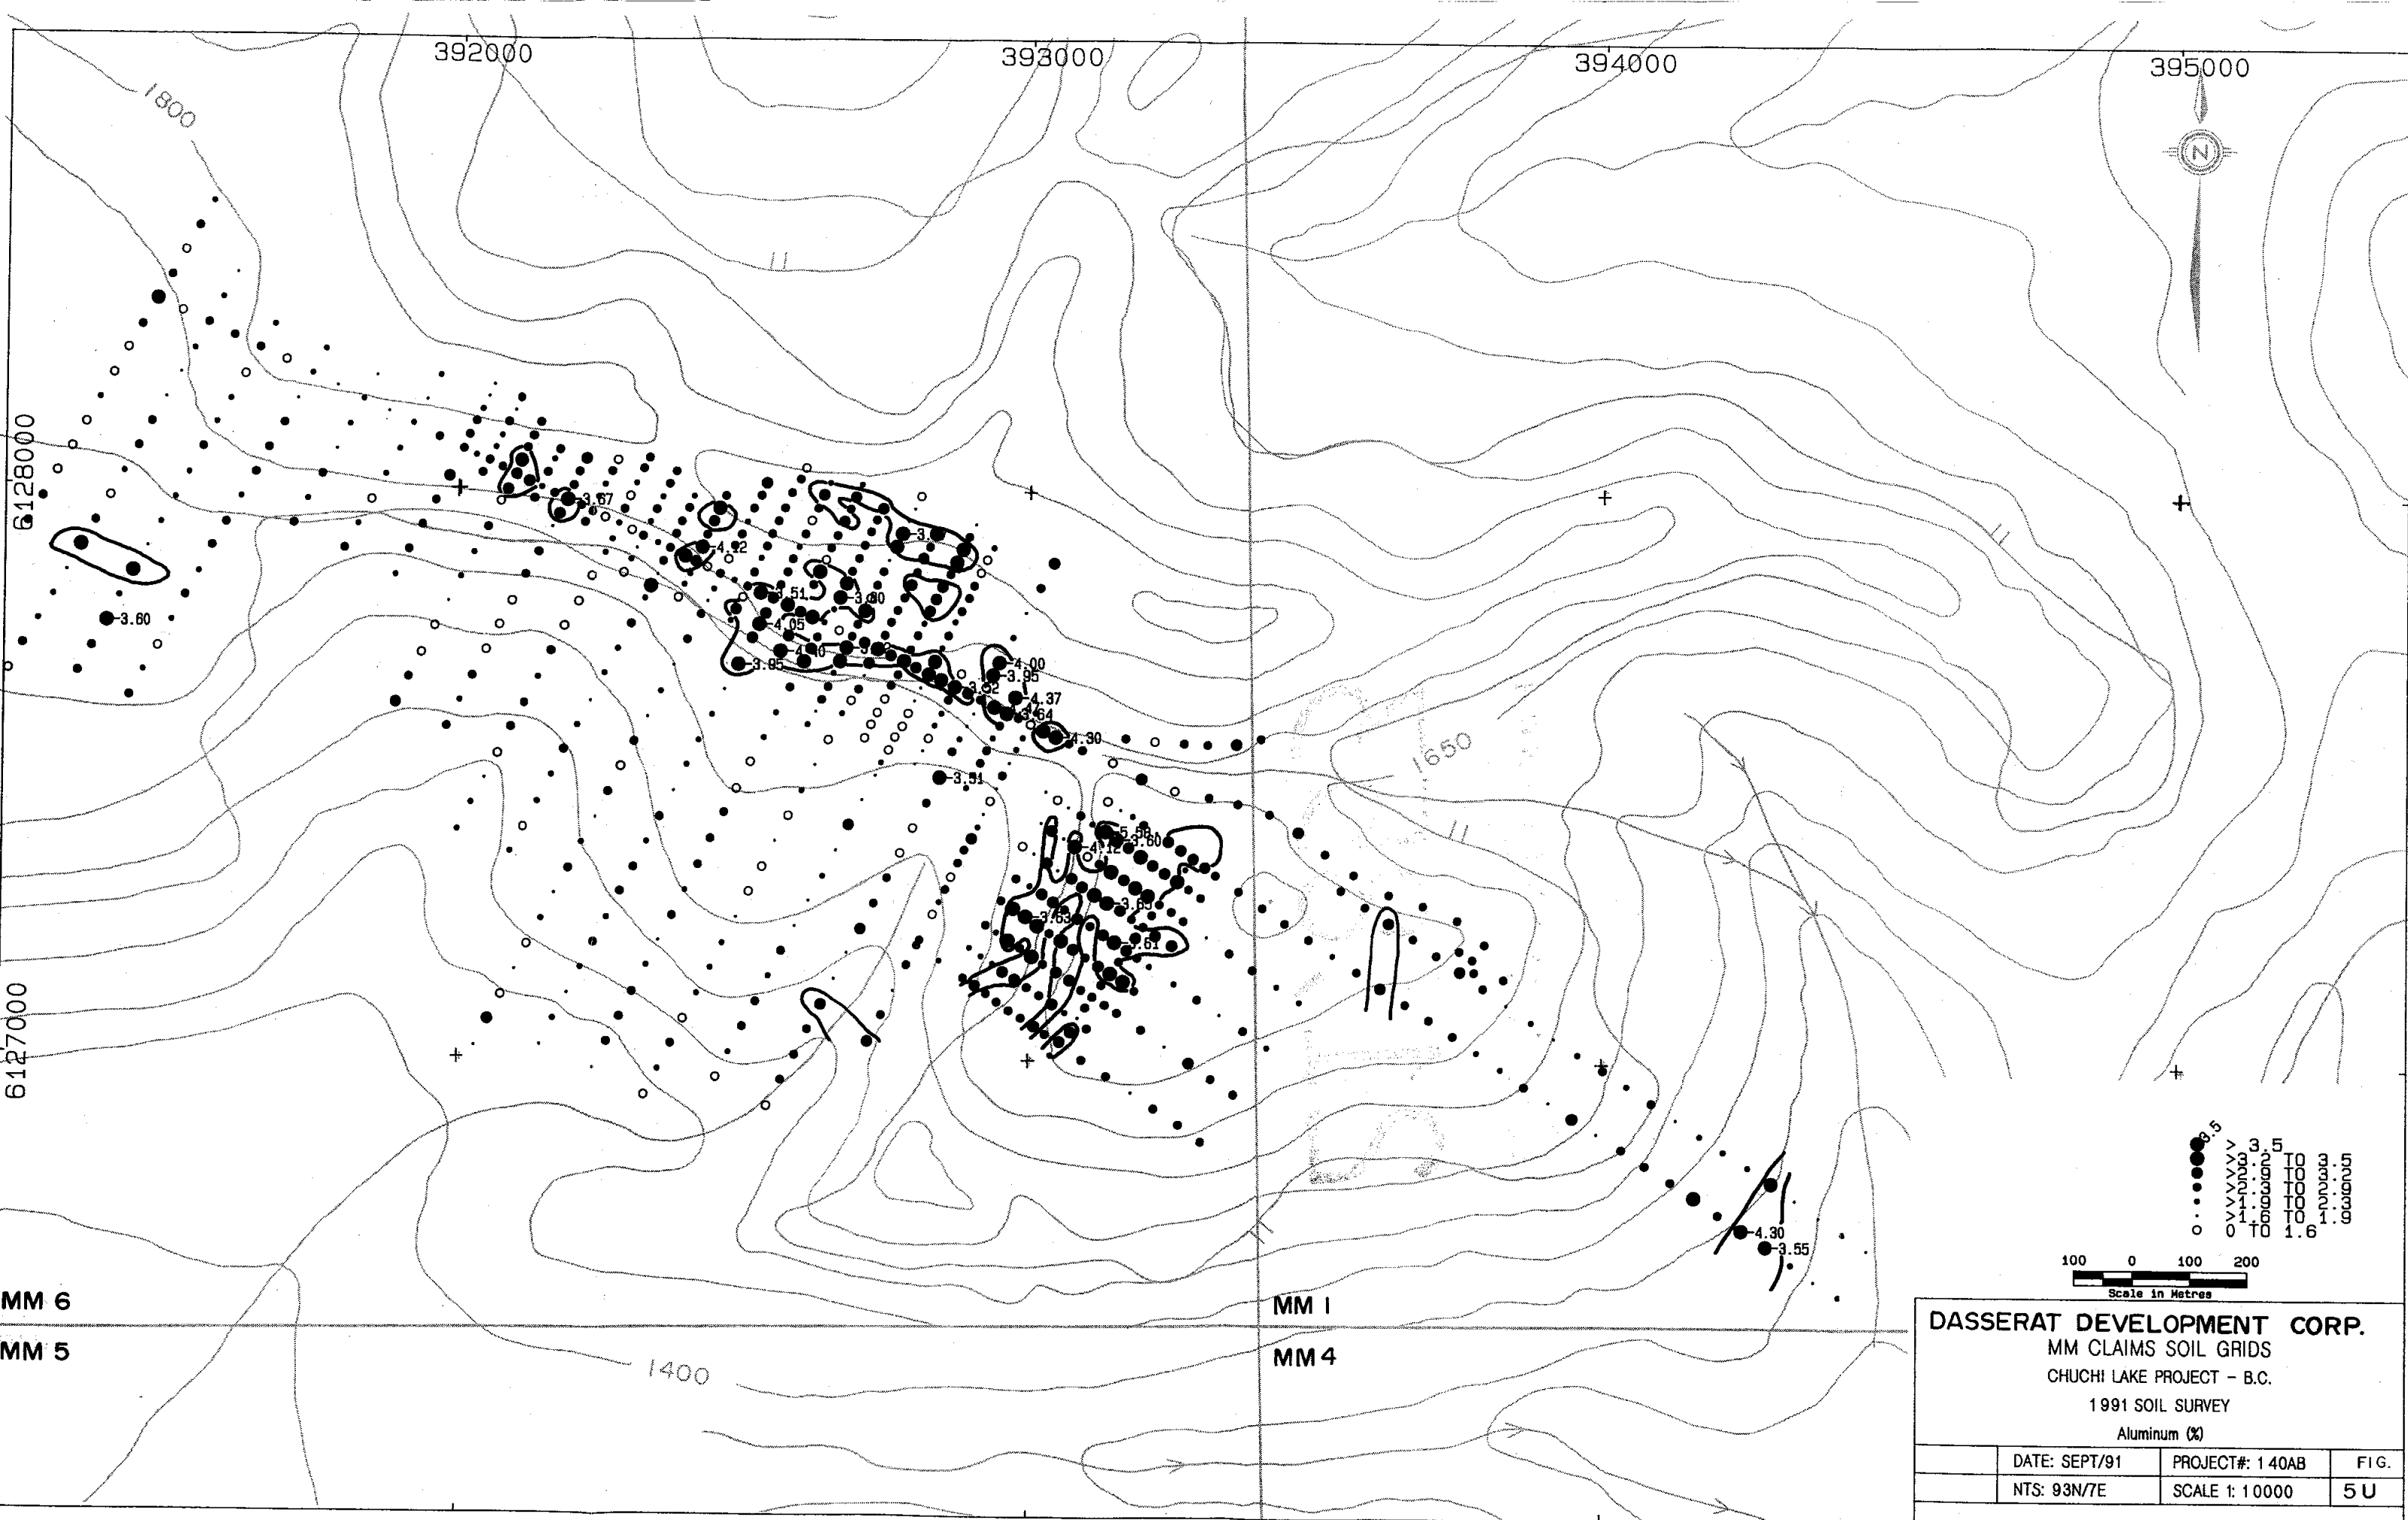 392000
393000
394000
395000
1800
N
6128000
-3.67
-4.12
-3.51
-4.05
-3.95
-3.60
-4.00
-3.95
-3.52
-4.37
-4.30
-3.51
1650
-3.60
-4.12
-3.63
6127000
3.5
> 3.5
>3.2 TO 3.5
>2.9 TO 3.2
>2.3 TO 2.9
>1.9 TO 2.3
>1.6 TO 1.9
0 TO 1.6
-4.30
-3.55
100 0 100 200
Scale in Metres
MM 6
MM 1
MM 5
MM 4
1400
DASSERAT DEVELOPMENT CORP.
MM CLAIMS SOIL GRIDS
CHUCHI LAKE PROJECT - B.C.
1991 SOIL SURVEY
Aluminum (%)
DATE: SEPT/91 PROJECT#: 140AB FIG.
NTS: 93N/7E SCALE 1: 10000 5U